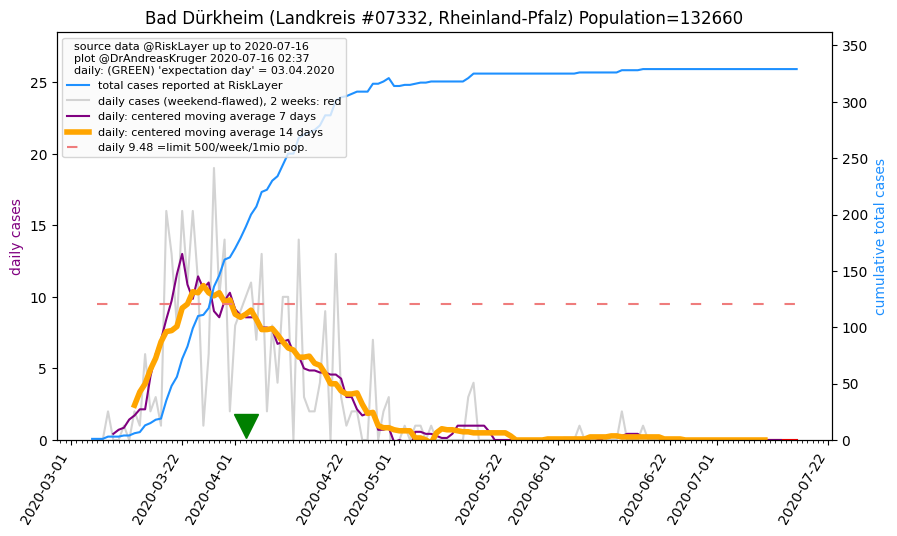 Bad Dürkheim (Landkreis #07332, Rheinland-Pfalz) Population=132660
source data @RiskLayer up to 2020-07-16
plot @DrAndreasKruger 2020-07-16 02:37
daily: (GREEN) 'expectation day' = 03.04.2020
total cases reported at RiskLayer
daily cases (weekend-flawed), 2 weeks: red
daily: centered moving average 7 days
daily: centered moving average 14 days
daily 9.48 =limit 500/week/1mio pop.
daily cases
25
20
15
10
5
0
350
300
250
200
150
100
50
0
cumulative total cases
2020-03-01
2020-03-22
2020-04-01
2020-04-22
2020-05-01
2020-05-22
2020-06-01
2020-06-22
2020-07-01
2020-07-22